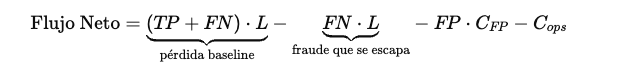 Flujo Neto = (TP + FN) · L − FN · L − FP · C_FP − C_ops
pérdida baseline
fraude que se escapa